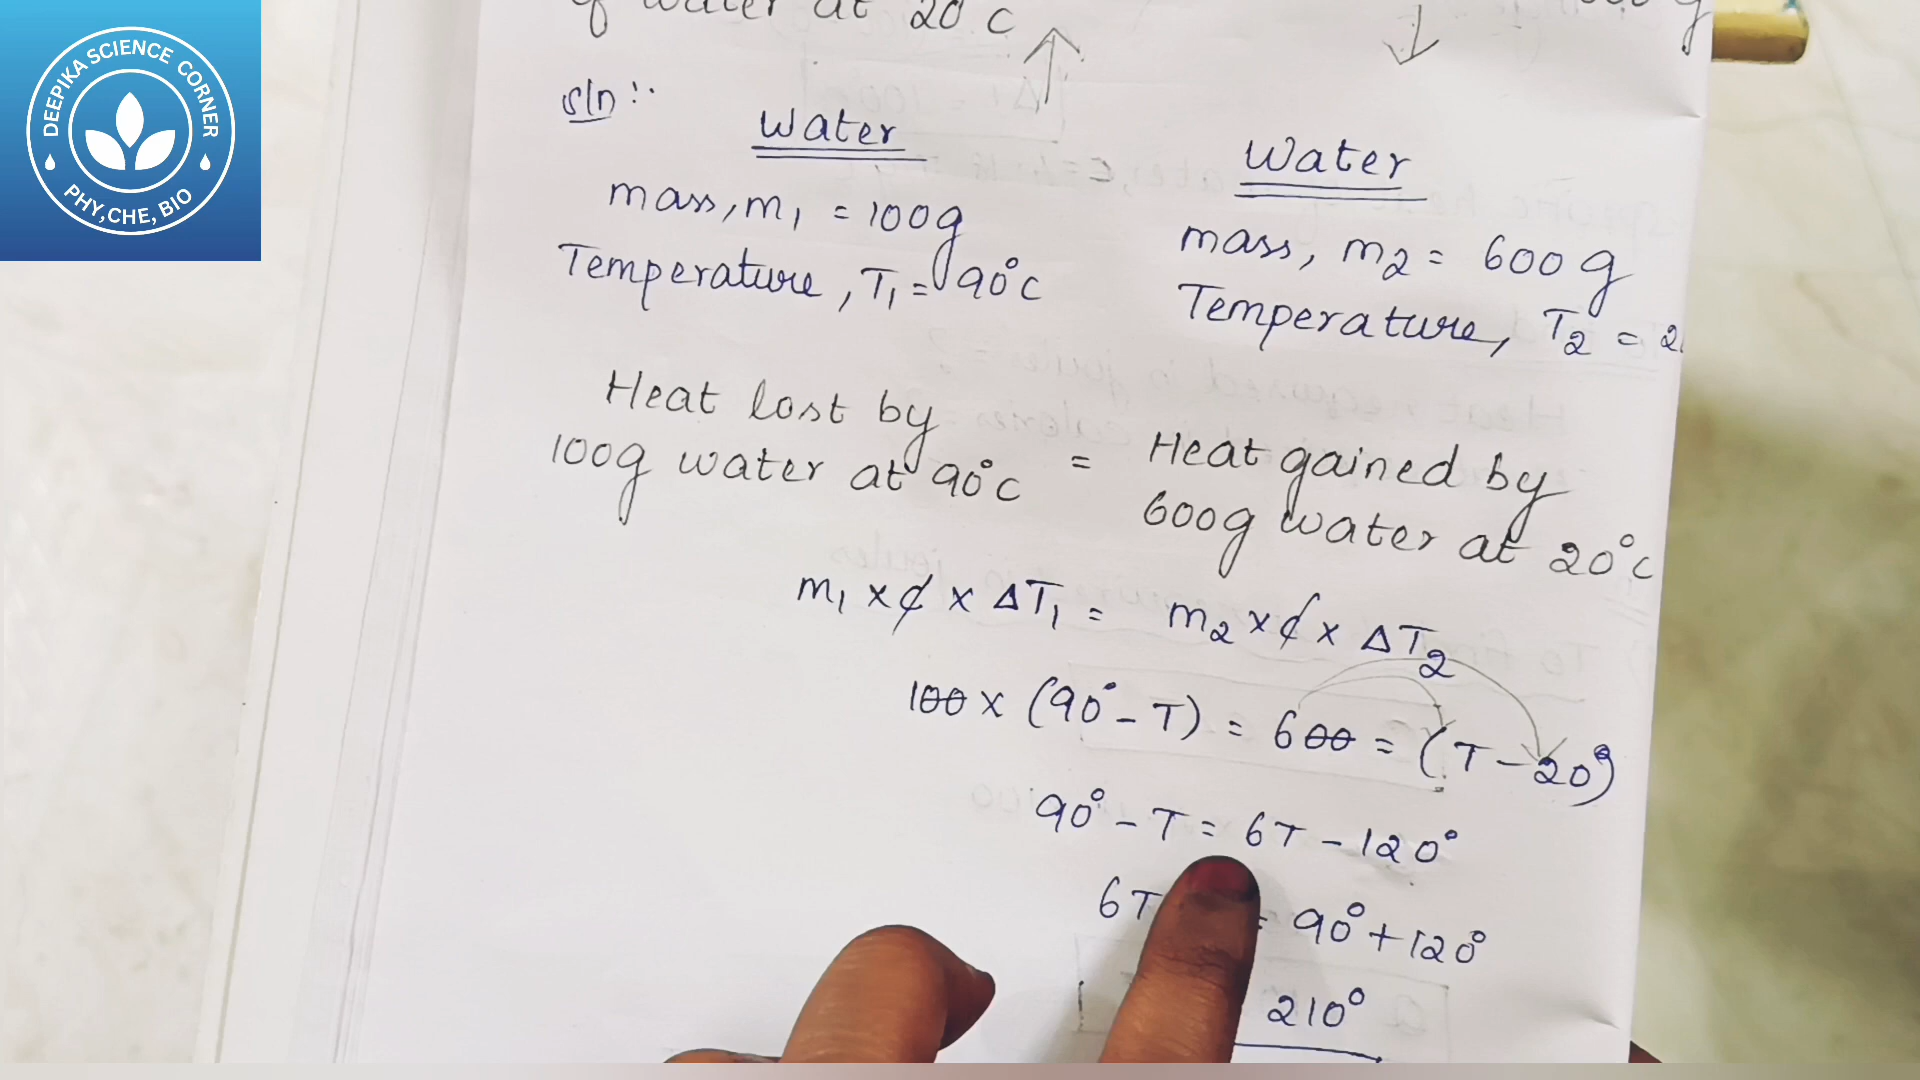 DEEPIKA SCIENCE CORNER
PHY,CHE, BIO
of water at 20°c
g
Sln :-
water
mass, m1 = 100g
Temperature, T1 = 90°c
Water
mass, m2 = 600 g
Temperature, T2 = 2
Heat lost by
100g water at 90°c = Heat gained by
600g water at 20°c
m1 x c x ΔT1 = m2 x c x ΔT2
100 x (90° - T) = 600 = (T - 20°)
90° - T = 6T - 120°
6T = 90° + 120°
210°